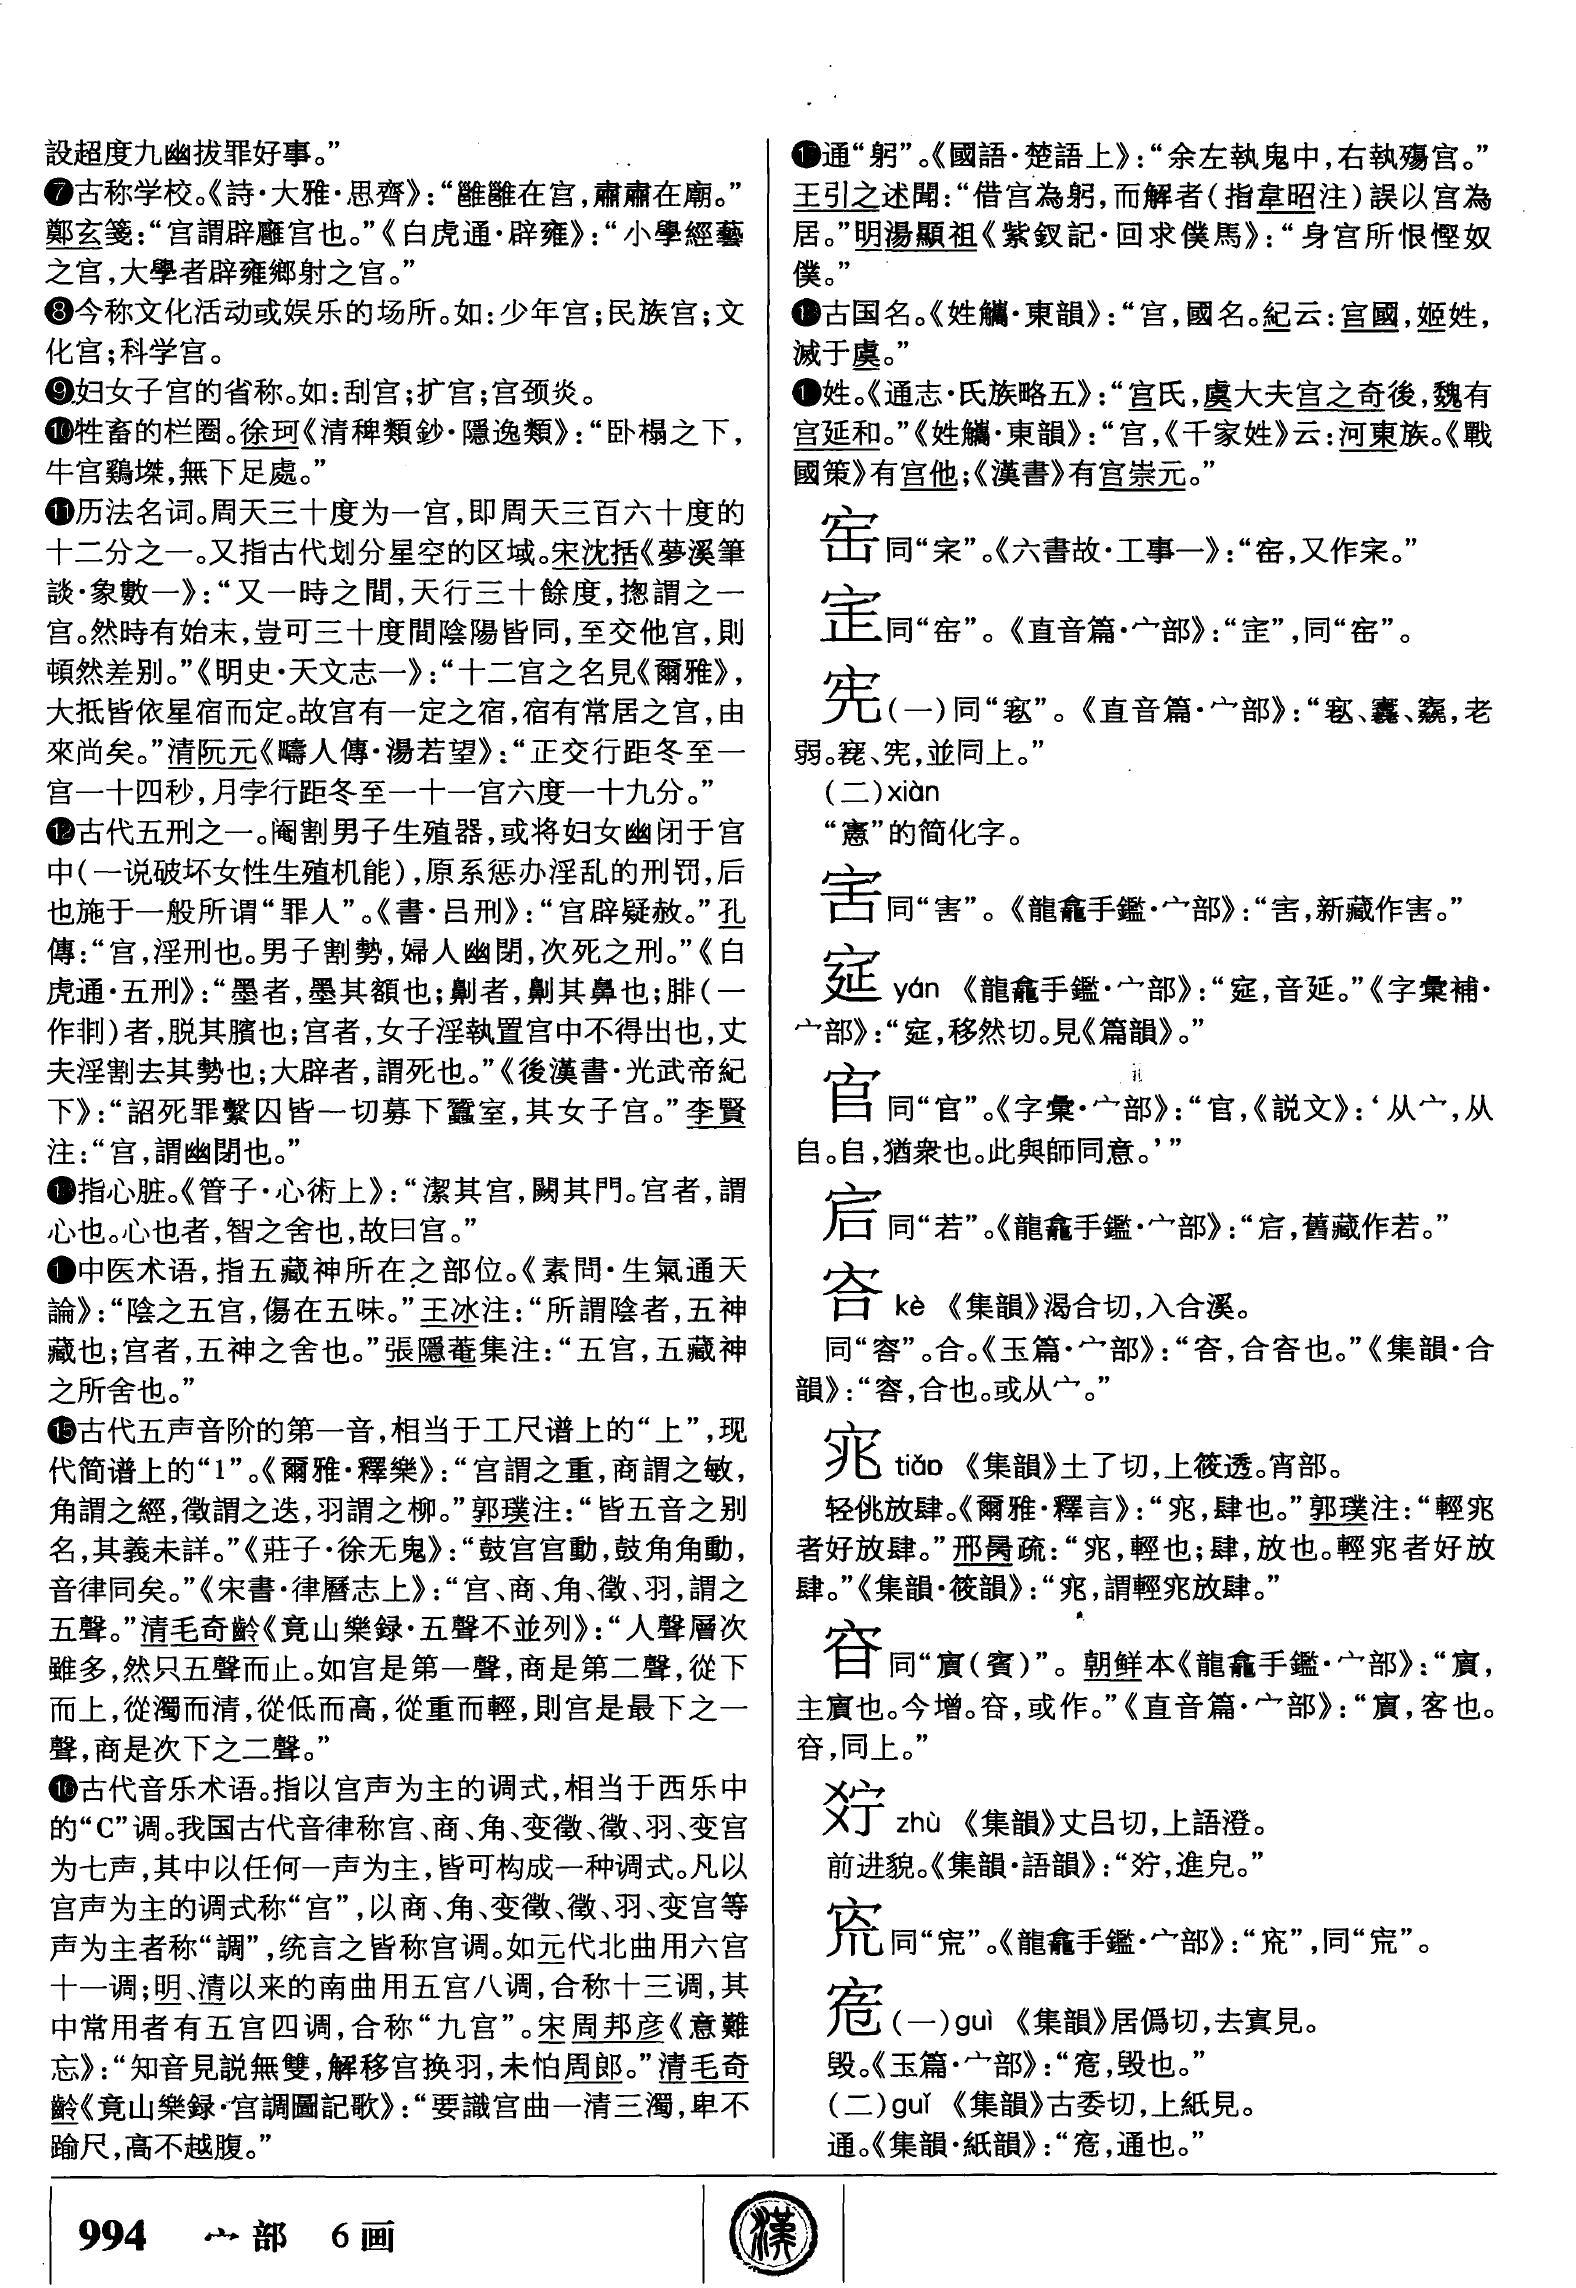 設超度九幽拔罪好事。”
❼古称学校。《詩·大雅·思齊》：“雝雝在宫，肅肅在廟。”
鄭玄箋：“宫謂辟廱宫也。”《白虎通·辟雍》：“小學經藝
之宫，大學者辟雍鄉射之宫。”
❽今称文化活动或娱乐的场所。如：少年宫；民族宫；文
化宫；科学宫。
❾妇女子宫的省称。如：刮宫；扩宫；宫颈炎。
❿牲畜的栏圈。徐珂《清稗類鈔·隱逸類》：“卧榻之下，
牛宫鷄塒，無下足處。”
⓫历法名词。周天三十度为一宫，即周天三百六十度的
十二分之一。又指古代划分星空的区域。宋沈括《夢溪筆
談·象數一》：“又一時之間，天行三十餘度，揔謂之一
宫。然時有始末，豈可三十度間陰陽皆同，至交他宫，則
頓然差别。”《明史·天文志一》：“十二宫之名見《爾雅》，
大抵皆依星宿而定。故宫有一定之宿，宿有常居之宫，由
來尚矣。”清阮元《疇人傳·湯若望》：“正交行距冬至一
宫一十四秒，月孛行距冬至一十一宫六度一十九分。”
⓬古代五刑之一。阉割男子生殖器，或将妇女幽闭于宫
中（一说破坏女性生殖机能），原系惩办淫乱的刑罚，后
也施于一般所谓“罪人”。《書·吕刑》：“宫辟疑赦。”孔
傳：“宫，淫刑也。男子割勢，婦人幽閉，次死之刑。”《白
虎通·五刑》：“墨者，墨其額也；劓者，劓其鼻也；腓（一
作剕）者，脱其臏也；宫者，女子淫執置宫中不得出也，丈
夫淫割去其勢也；大辟者，謂死也。”《後漢書·光武帝紀
下》：“詔死罪繫囚皆一切募下蠶室，其女子宫。”李賢
注：“宫，謂幽閉也。”
⓭指心脏。《管子·心術上》：“潔其宫，闕其門。宫者，謂
心也。心也者，智之舍也，故曰宫。”
⓮中医术语，指五藏神所在之部位。《素問·生氣通天
論》：“陰之五宫，傷在五味。”王冰注：“所謂陰者，五神
藏也；宫者，五神之舍也。”張隱菴集注：“五宫，五藏神
之所舍也。”
⓯古代五声音阶的第一音，相当于工尺谱上的“上”，现
代简谱上的“1”。《爾雅·釋樂》：“宫謂之重，商謂之敏，
角謂之經，徵謂之迭，羽謂之柳。”郭璞注：“皆五音之别
名，其義未詳。”《莊子·徐无鬼》：“鼓宫宫動，鼓角角動，
音律同矣。”《宋書·律曆志上》：“宫、商、角、徵、羽，謂之
五聲。”清毛奇齡《竟山樂録·五聲不並列》：“人聲層次
雖多，然只五聲而止。如宫是第一聲，商是第二聲，從下
而上，從濁而清，從低而高，從重而輕，則宫是最下之一
聲，商是次下之二聲。”
⓰古代音乐术语。指以宫声为主的调式，相当于西乐中
的“C”调。我国古代音律称宫、商、角、变徵、徵、羽、变宫
为七声，其中以任何一声为主，皆可构成一种调式。凡以
宫声为主的调式称“宫”，以商、角、变徵、徵、羽、变宫等
声为主者称“調”，统言之皆称宫调。如元代北曲用六宫
十一调；明、清以来的南曲用五宫八调，合称十三调，其
中常用者有五宫四调，合称“九宫”。宋周邦彦《意難
忘》：“知音見説無雙，解移宫换羽，未怕周郎。”清毛奇
齡《竟山樂録·宫調圖記歌》：“要識宫曲一清三濁，卑不
踰尺，高不越腹。”
⓱通“躬”。《國語·楚語上》：“余左執鬼中，右執殤宫。”
王引之述聞：“借宫為躬，而解者（指韋昭注）誤以宫為
居。”明湯顯祖《紫釵記·回求僕馬》：“身宫所恨慳奴
僕。”
⓲古国名。《姓觿·東韻》：“宫，國名。紀云：宫國，姬姓，
滅于虞。”
⓳姓。《通志·氏族略五》：“宫氏，虞大夫宫之奇後，魏有
宫延和。”《姓觿·東韻》：“宫，《千家姓》云：河東族。《戰
國策》有宫他；《漢書》有宫崇元。”
㝌同“寀”。《六書故·工事一》：“窑，又作寀。”
同“窑”。《直音篇·宀部》：“”，同“窑”。
宪（一）同“㝧”。《直音篇·宀部》：“老
弱。宪，並同上。”
（二）xiàn
“憲”的简化字。
同“害”。《龍龕手鑑·宀部》：“，新藏作害。”
㝚 yán 《龍龕手鑑·宀部》：“㝚，音延。”《字彙補·
宀部》：“㝚，移然切。見《篇韻》。”
同“官”。《字彙·宀部》：“官，《説文》：‘从宀，从
𠂤。𠂤，猶衆也。此與師同意。’”
同“若”。《龍龕手鑑·宀部》：“，舊藏作若。”
㝓 kè 《集韻》渴合切，入合溪。
同“㕎”。合。《玉篇·宀部》：“㝓，合㝓也。”《集韻·合
韻》：“，合也。或从宀。”
宨 tiǎo 《集韻》土了切，上筱透。宵部。
轻佻放肆。《爾雅·釋言》：“宨，肆也。”郭璞注：“輕宨
者好放肆。”邢昺疏：“宨，輕也；肆，放也。輕宨者好放
肆。”《集韻·筱韻》：“宨，謂輕宨放肆。”
同“賔（賓）”。朝鲜本《龍龕手鑑·宀部》：“賔，
主賔也。今增。，或作。”《直音篇·宀部》：“賔，客也。
，同上。”
zhù 《集韻》丈吕切，上語澄。
前进貌。《集韻·語韻》：“，進皃。”
同“㝃”。《龍龕手鑑·宀部》：“”，同“”。
㝔（一）guì 《集韻》居僞切，去寘見。
毁。《玉篇·宀部》：“㝔，毁也。”
（二）guǐ 《集韻》古委切，上紙見。
通。《集韻·紙韻》：“㝔，通也。”
994 宀部 6画
漢